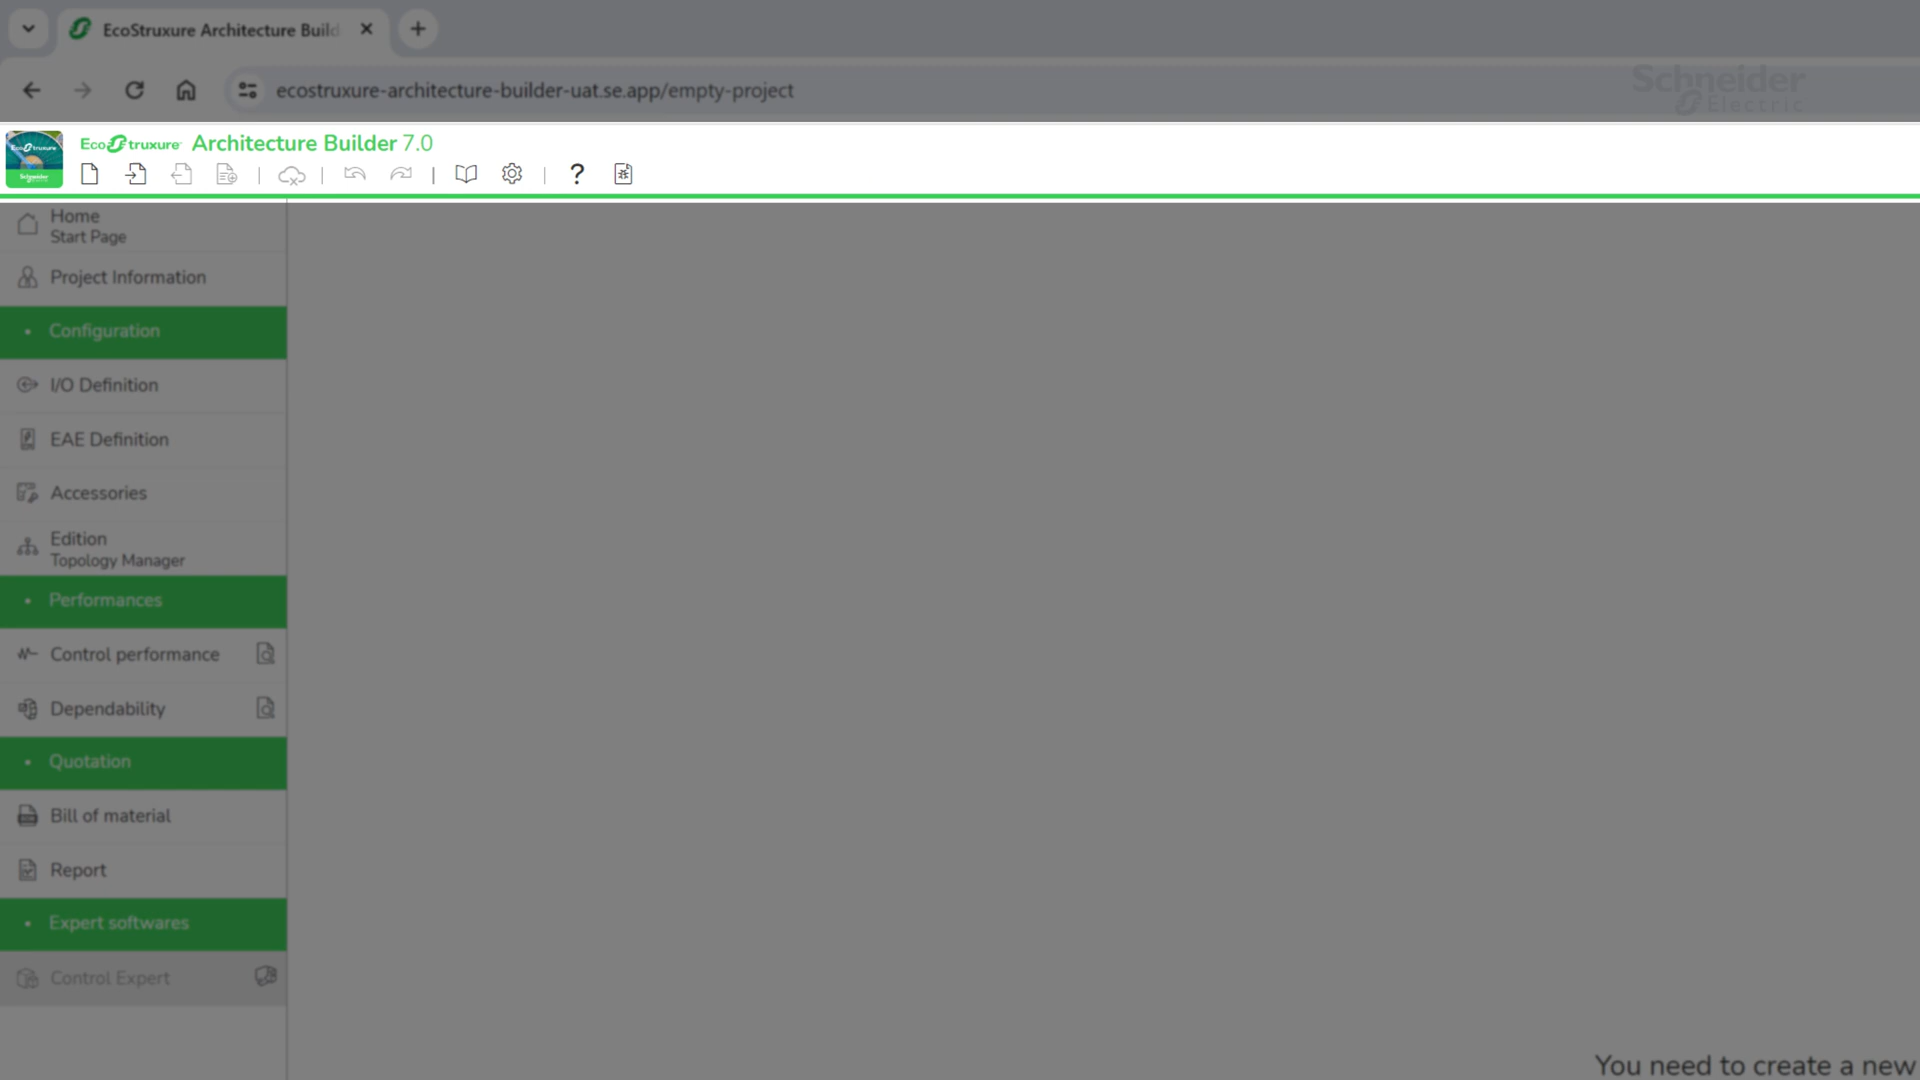 EcoStruxure Architecture Build
ecostruxure-architecture-builder-uat.se.app/empty-project
Schneider
Electric
EcoStruxure Architecture Builder 7.0
EcoStruxure
Schneider
?
Home
Start Page
Project Information
• Configuration
I/O Definition
EAE Definition
Accessories
Edition
Topology Manager
• Performances
Control performance
Dependability
• Quotation
Bill of material
Report
• Expert softwares
Control Expert
You need to create a new